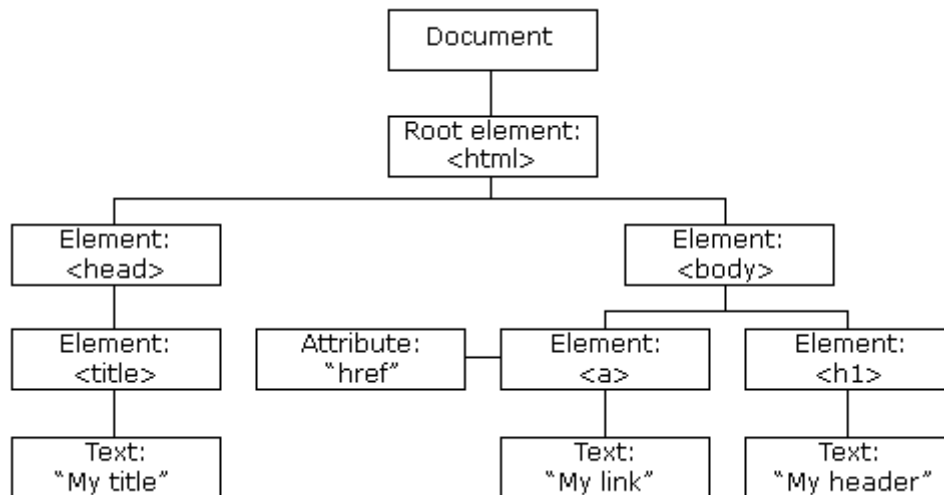 Document
Root element:
<html>
Element:
<head>
Element:
<body>
Element:
<title>
Attribute:
“href”
Element:
<a>
Element:
<h1>
Text:
“My title”
Text:
“My link”
Text:
“My header”